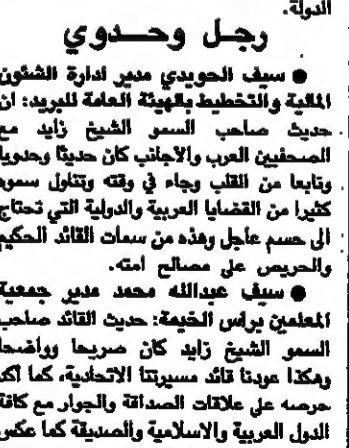 الدولة.
رجل وحدوي
● سيف الحويدي مدير ادارة الشئون
المالية والتخطيط بالهيئة العامة للبريد: ان
حديث صاحب السمو الشيخ زايد مع
الصحفيين العرب والأجانب كان حديثا وحدويا
ونابعا من القلب وجاء في وقته وتناول سموه
كثيرا من القضايا العربية والدولية التي تحتاج
الى حسم عاجل وهذه من سمات القائد الحكيم
والحريص على مصالح امته.
● سيف عبدالله محمد مدير جمعية
المعلمين برأس الخيمة: حديث القائد صاحب
السمو الشيخ زايد كان صريحا وواضحا
وهكذا عودنا قائد مسيرتنا الاتحادية، كما اكد
حرصه على علاقات الصداقة والجوار مع كافة
الدول العربية والاسلامية والصديقة كما عكس